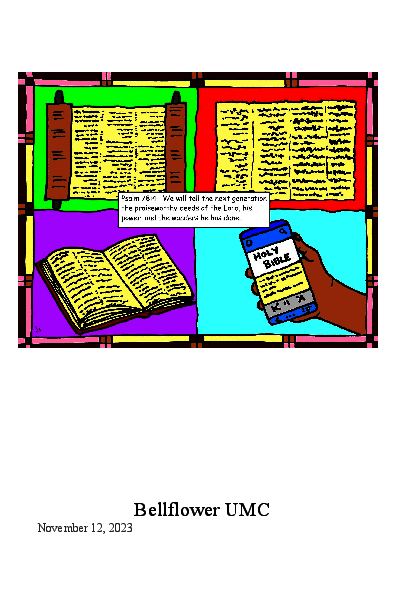 Psalm 78:4 We will tell the next generation
the praiseworthy deeds of the Lord, his
power, and the wonders he has done.
HOLY
BIBLE
Bellflower UMC
November 12, 2023